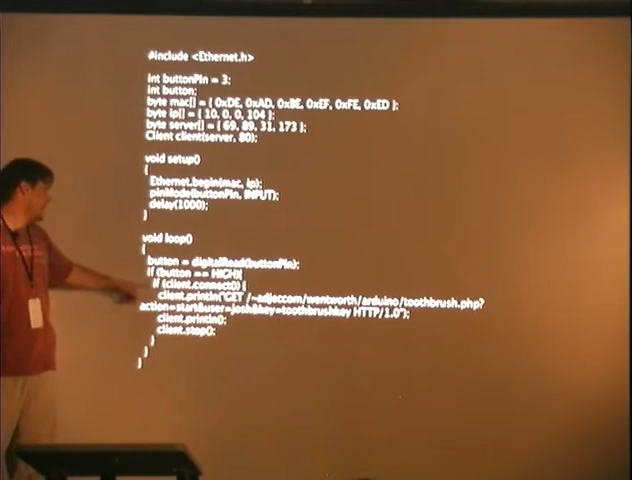 #include <Ethernet.h>
int buttonPin = 3;
int button;
byte mac[] = { 0xDE, 0xAD, 0xBE, 0xEF, 0xFE, 0xED };
byte ip[] = { 10, 0, 0, 104 };
byte server[] = { 69, 89, 31, 173 };
Client client(server, 80);
void setup()
{
Ethernet.begin(mac, ip);
pinMode(buttonPin, INPUT);
delay(1000);
}
void loop()
{
button = digitalRead(buttonPin);
if (button == HIGH){
if (client.connect()) {
client.println("GET /~adjeccom/wentworth/arduino/toothbrush.php?
action=start&user=josh&key=toothbrushkey HTTP/1.0");
client.println();
client.stop();
}
}
}